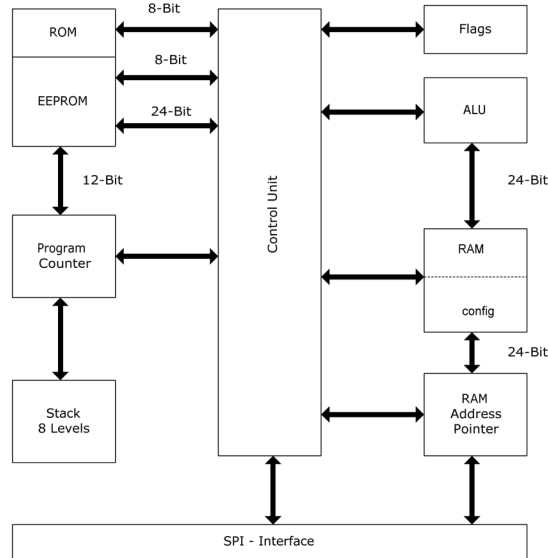 8-Bit
ROM
Flags
8-Bit
EEPROM
24-Bit
ALU
12-Bit
24-Bit
Control Unit
Program
Counter
RAM
config
24-Bit
Stack
8 Levels
RAM
Address
Pointer
SPI - Interface